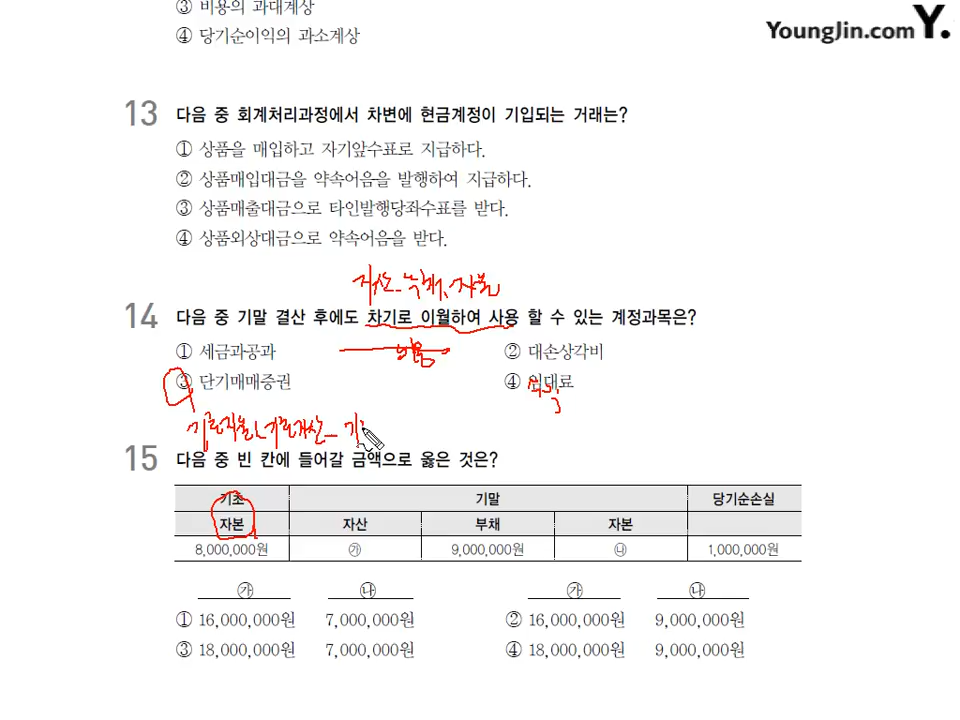 ③ 비용의 과대계상
④ 당기순이익의 과소계상
YoungJin.com Y.
13 다음 중 회계처리과정에서 차변에 현금계정이 기입되는 거래는?
① 상품을 매입하고 자기앞수표로 지급하다.
② 상품매입대금을 약속어음을 발행하여 지급하다.
③ 상품매출대금으로 타인발행당좌수표를 받다.
④ 상품외상대금으로 약속어음을 받다.
자산, 부채, 자본
14 다음 중 기말 결산 후에도 차기로 이월하여 사용 할 수 있는 계정과목은?
① 세금과공과 비용 ② 대손상각비
③ 단기매매증권 ④ 임대료
15 다음 중 빈 칸에 들어갈 금액으로 옳은 것은?
기초 기말 당기순손실
자본 자산 부채 자본
8,000,000원 ㉮ 9,000,000원 ㉯ 1,000,000원
㉮ ㉯ ㉮ ㉯
① 16,000,000원 7,000,000원 ② 16,000,000원 9,000,000원
③ 18,000,000원 7,000,000원 ④ 18,000,000원 9,000,000원